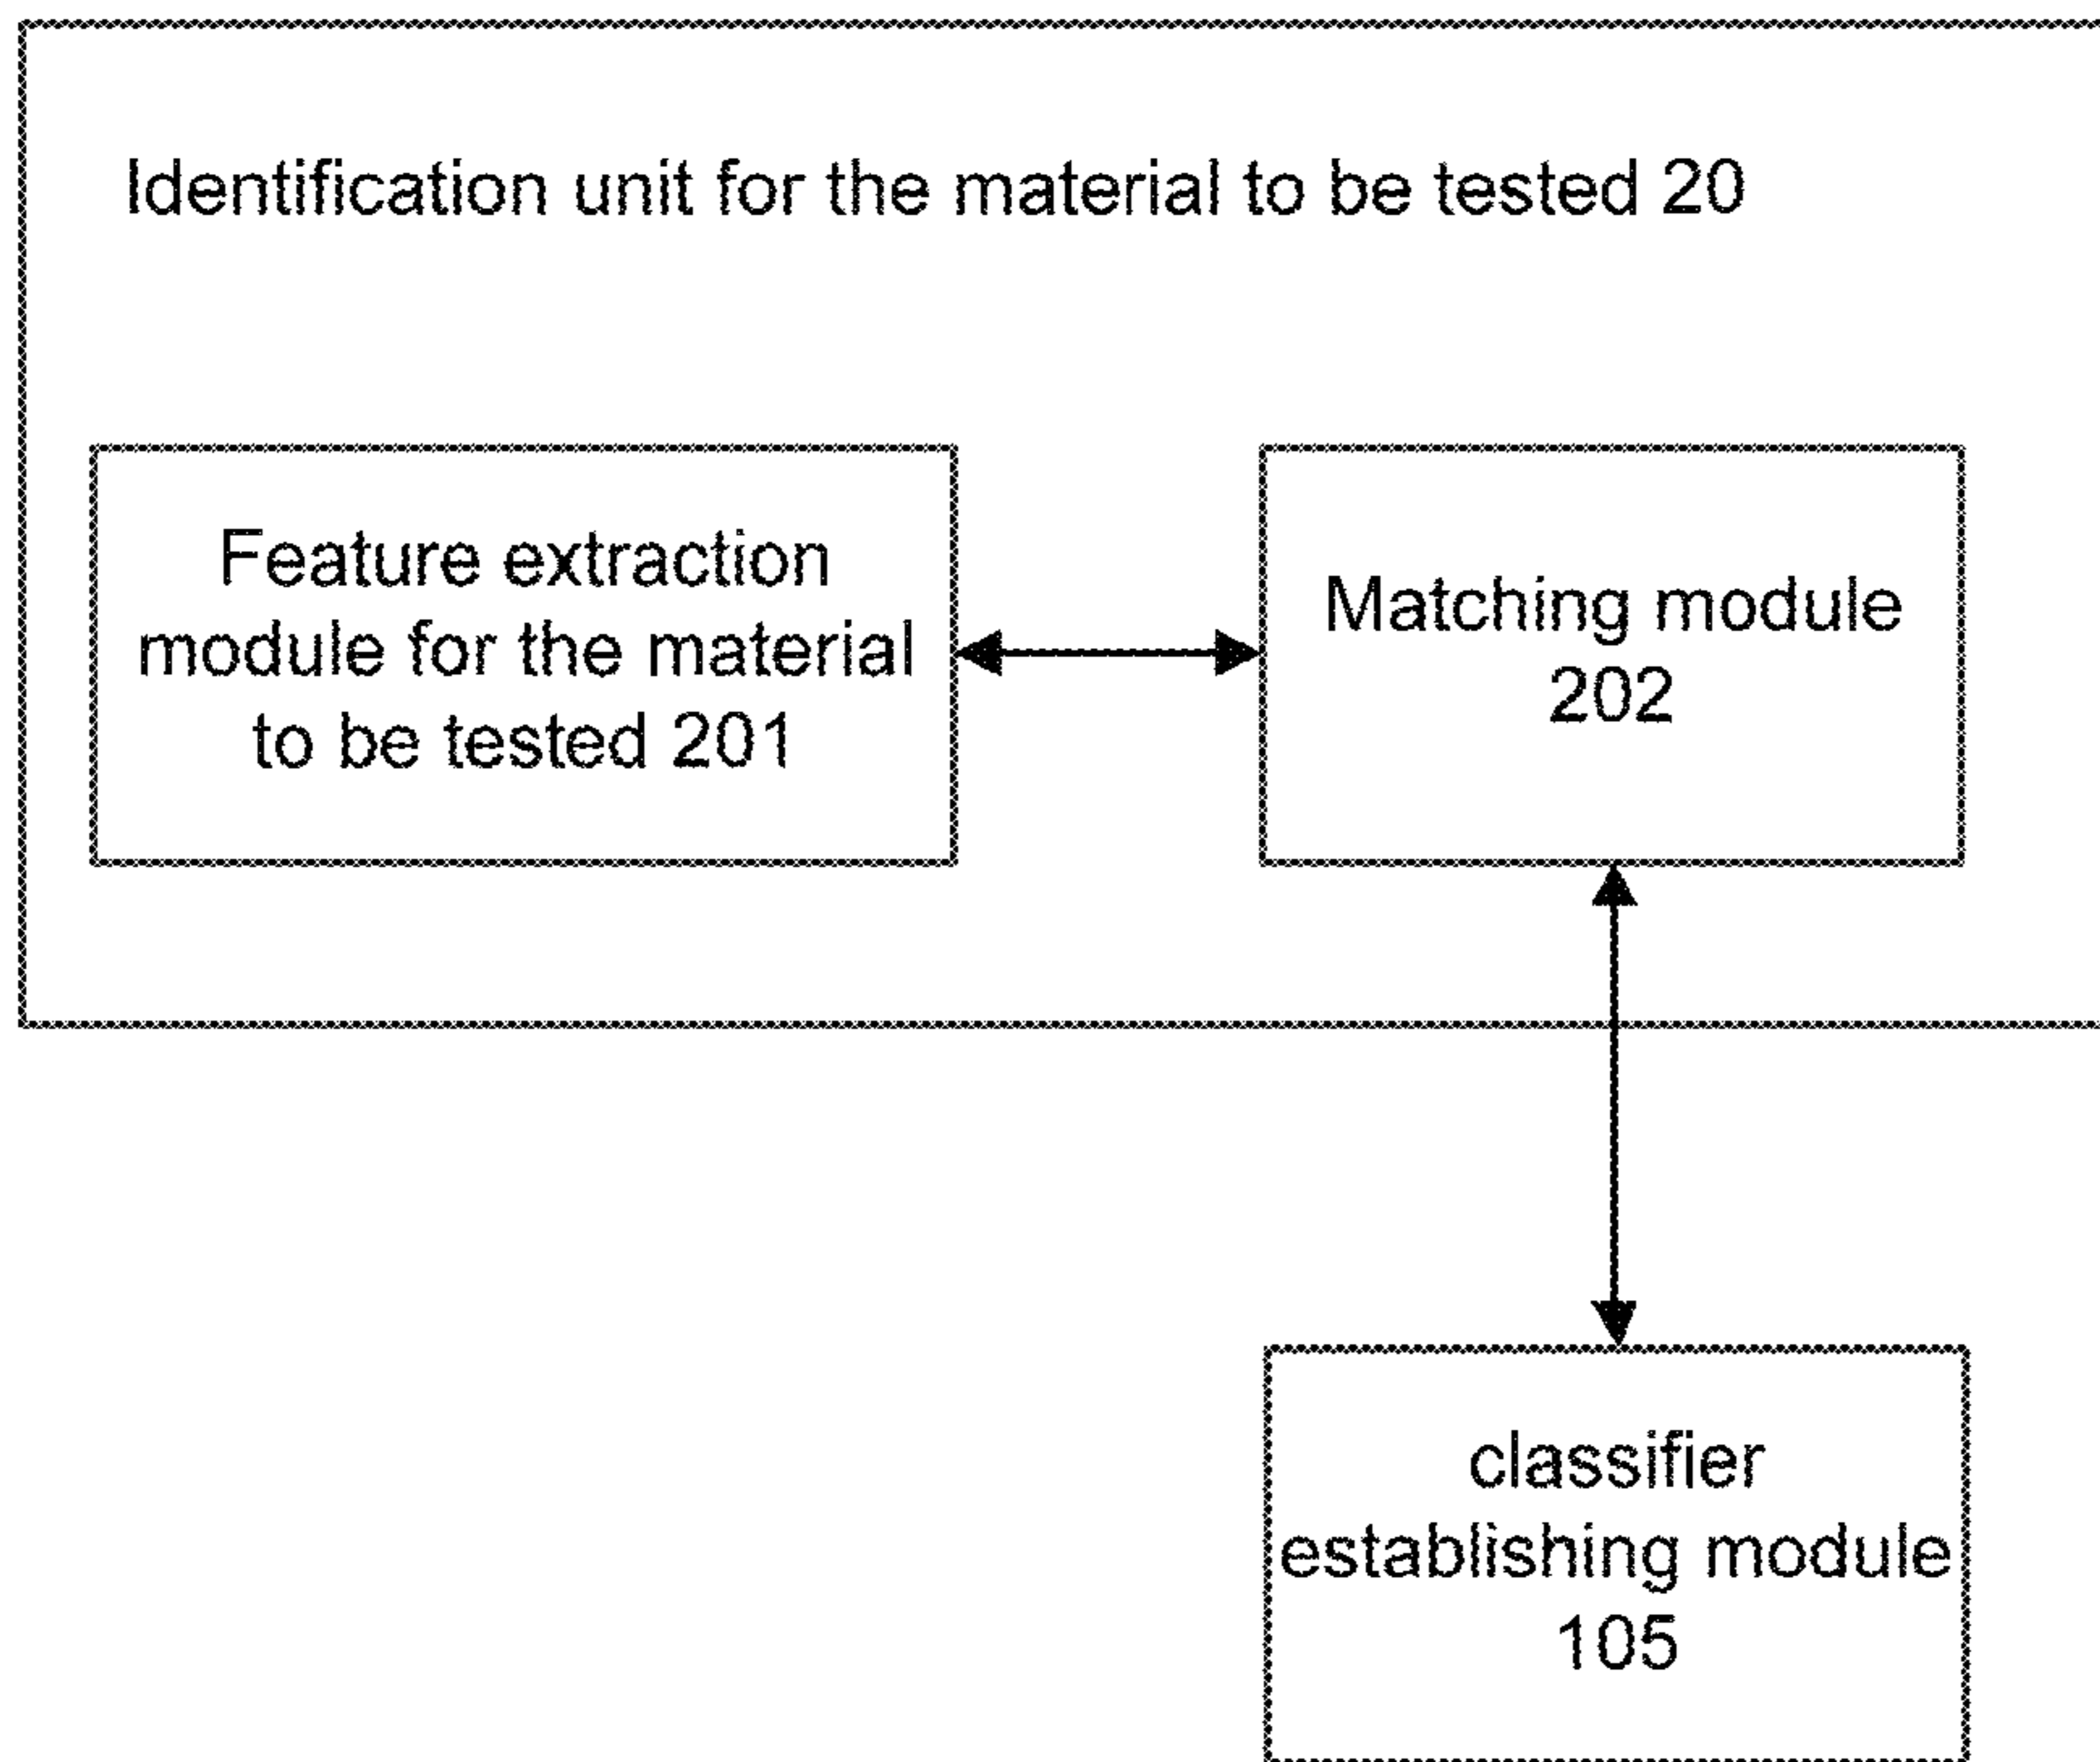 Identification unit for the material to be tested 20
Feature extraction
module for the material
to be tested 201
Matching module
202
classifier
establishing module
105